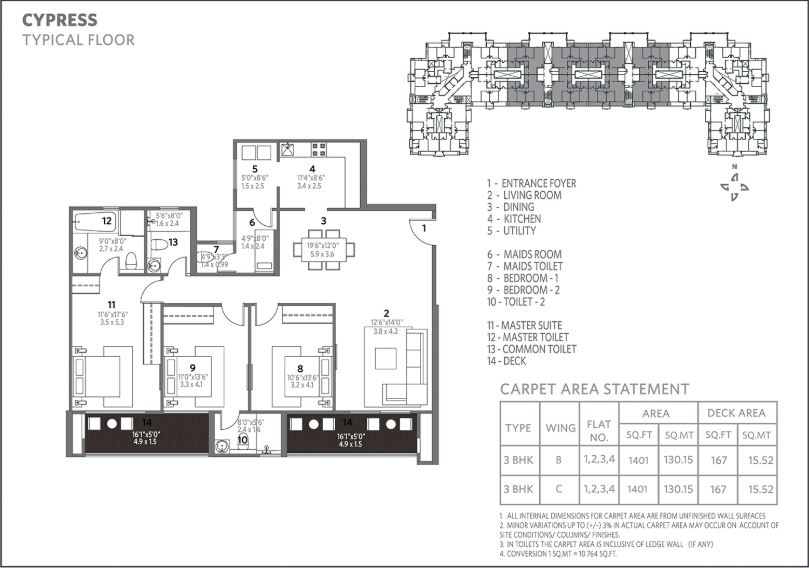 CYPRESS
TYPICAL FLOOR
N
1 - ENTRANCE FOYER
2 - LIVING ROOM
3 - DINING
4 - KITCHEN
5 - UTILITY
6 - MAIDS ROOM
7 - MAIDS TOILET
8 - BEDROOM - 1
9 - BEDROOM - 2
10 - TOILET - 2
11 - MASTER SUITE
12 - MASTER TOILET
13 - COMMON TOILET
14 - DECK
5
5'0"x8'6"
1.5 x 2.5
4
11'4"x8'6"
3.4 x 2.5
12
9'0"x8'0"
2.7 x 2.4
5'6"x8'0"
1.6 x 2.4
13
6
4'9"x8'0"
1.4 x 2.4
7
1.4 x 0.99
3
19'6"x12'0"
5.9 x 3.6
1
11
11'6"x17'6"
3.5 x 5.3
2
12'6"x14'0"
3.8 x 4.2
9
11'0"x13'6"
3.3 x 4.1
8
10'6"x13'6"
3.2 x 4.1
14
16'1"x5'0"
4.9 x 1.5
8'0"x5'6"
2.4 x 1.6
10
14
16'1"x5'0"
4.9 x 1.5
CARPET AREA STATEMENT
TYPE WING FLAT NO. AREA DECK AREA
SQ.FT SQ.MT SQ.FT SQ.MT
3 BHK B 1,2,3,4 1401 130.15 167 15.52
3 BHK C 1,2,3,4 1401 130.15 167 15.52
1. ALL INTERNAL DIMENSIONS FOR CARPET AREA ARE FROM UNFINISHED WALL SURFACES
2. MINOR VARIATIONS UP TO (+/-) 3% IN ACTUAL CARPET AREA MAY OCCUR ON ACCOUNT OF
SITE CONDITIONS/ COLUMNS/ FINISHES.
3. IN TOILETS THE CARPET AREA IS INCLUSIVE OF LEDGE WALL (IF ANY)
4. CONVERSION 1 SQ.MT = 10.764 SQ.FT.